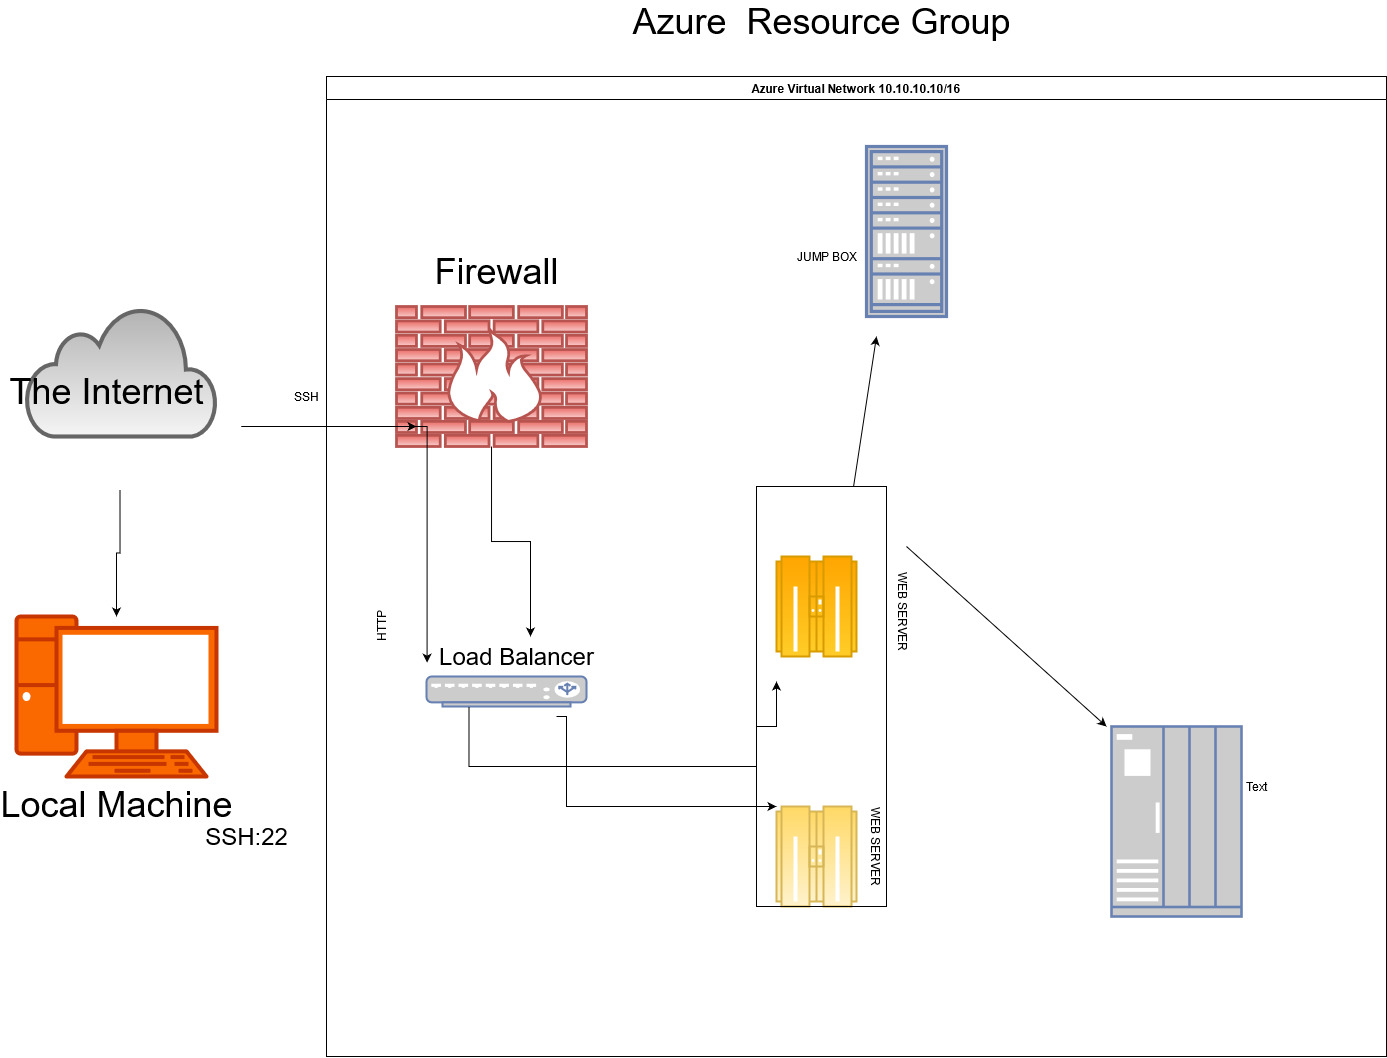 Azure  Resource Group
Azure Virtual Network 10.10.10.10/16
JUMP BOX
Firewall
The Internet
SSH
HTTP
WEB SERVER
Load Balancer
Text
Local Machine
WEB SERVER
SSH:22